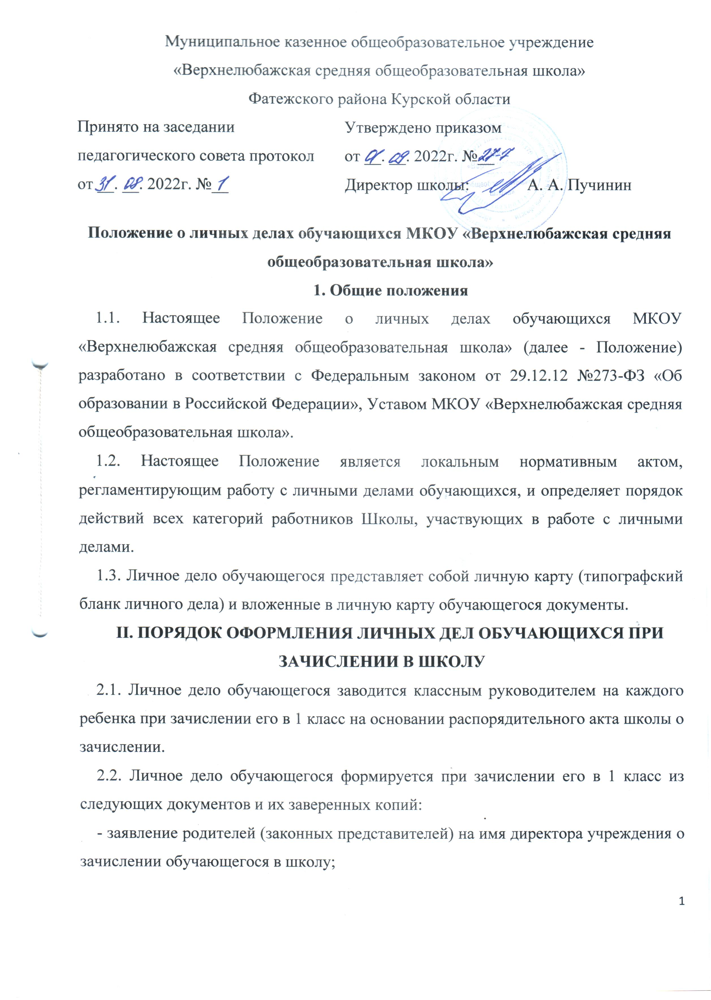 Муниципальное казенное общеобразовательное учреждение
«Верхнелюбажская средняя общеобразовательная школа»
Фатежского района Курской области
Принято на заседании
педагогического совета протокол
от 31. 08. 2022г. № 1
Утверждено приказом
от 01. 09. 2022г. № 277
Директор школы: А. А. Пучинин
Положение о личных делах обучающихся МКОУ «Верхнелюбажская средняя
общеобразовательная школа»
1. Общие положения
1.1. Настоящее Положение о личных делах обучающихся МКОУ
«Верхнелюбажская средняя общеобразовательная школа» (далее - Положение)
разработано в соответствии с Федеральным законом от 29.12.12 №273-ФЗ «Об
образовании в Российской Федерации», Уставом МКОУ «Верхнелюбажская средняя
общеобразовательная школа».
1.2. Настоящее Положение является локальным нормативным актом,
регламентирующим работу с личными делами обучающихся, и определяет порядок
действий всех категорий работников Школы, участвующих в работе с личными
делами.
1.3. Личное дело обучающегося представляет собой личную карту (типографский
бланк личного дела) и вложенные в личную карту обучающегося документы.
II. ПОРЯДОК ОФОРМЛЕНИЯ ЛИЧНЫХ ДЕЛ ОБУЧАЮЩИХСЯ ПРИ
ЗАЧИСЛЕНИИ В ШКОЛУ
2.1. Личное дело обучающегося заводится классным руководителем на каждого
ребенка при зачислении его в 1 класс на основании распорядительного акта школы о
зачислении.
2.2. Личное дело обучающегося формируется при зачислении его в 1 класс из
следующих документов и их заверенных копий:
- заявление родителей (законных представителей) на имя директора учреждения о
зачислении обучающегося в школу;
1